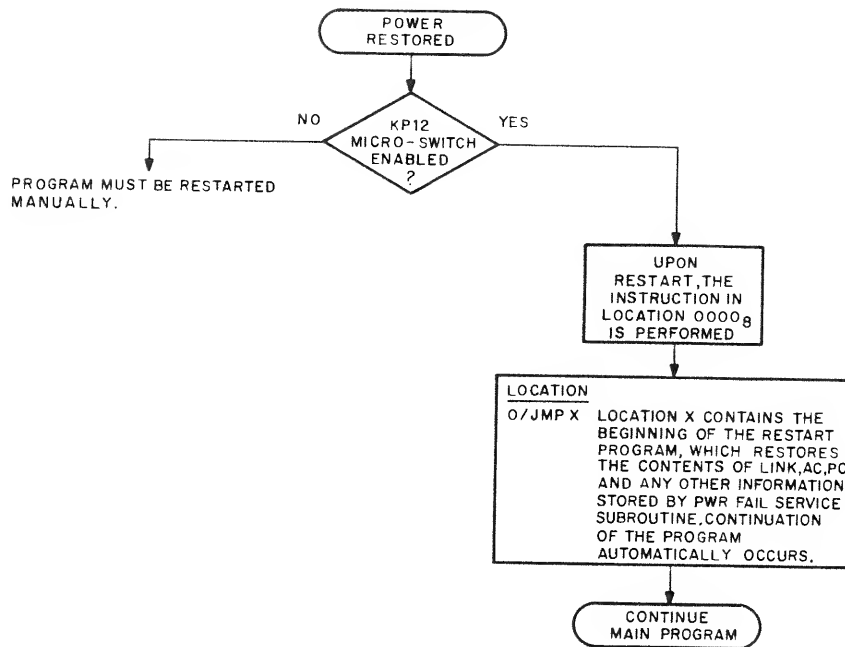 POWER
RESTORED
NO
KP12
MICRO-SWITCH
ENABLED
?
YES
PROGRAM MUST BE RESTARTED
MANUALLY.
UPON
RESTART, THE
INSTRUCTION IN
LOCATION 0000₈
IS PERFORMED
LOCATION
0/JMP X LOCATION X CONTAINS THE
BEGINNING OF THE RESTART
PROGRAM, WHICH RESTORES
THE CONTENTS OF LINK,AC,PC
AND ANY OTHER INFORMATION
STORED BY PWR FAIL SERVICE
SUBROUTINE,CONTINUATION
OF THE PROGRAM
AUTOMATICALLY OCCURS.
CONTINUE
MAIN PROGRAM